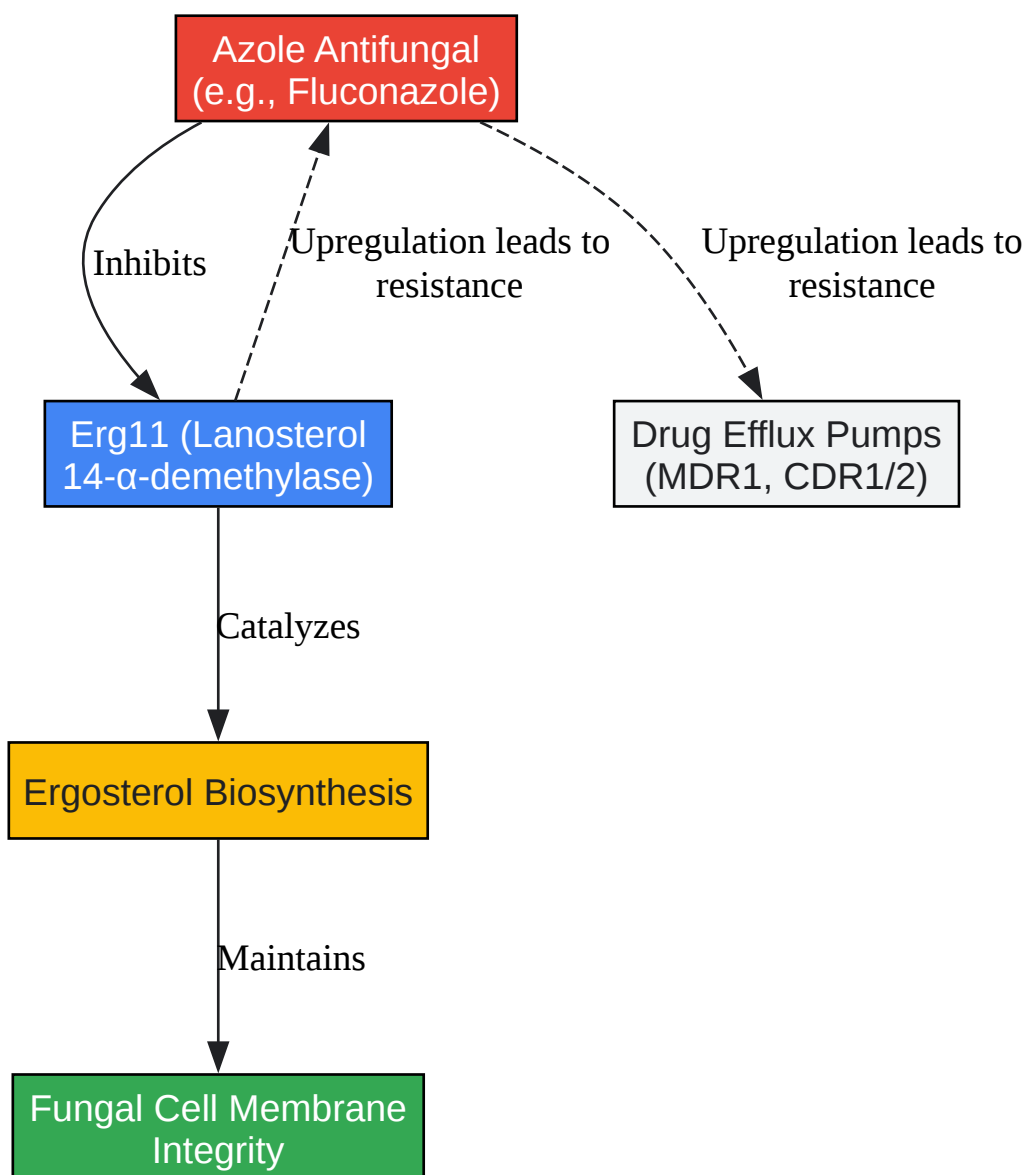 Azole Antifungal
(e.g., Fluconazole)
Inhibits
Upregulation leads to
resistance
Upregulation leads to
resistance
Erg11 (Lanosterol
14-α-demethylase)
Drug Efflux Pumps
(MDR1, CDR1/2)
Catalyzes
Ergosterol Biosynthesis
Maintains
Fungal Cell Membrane
Integrity